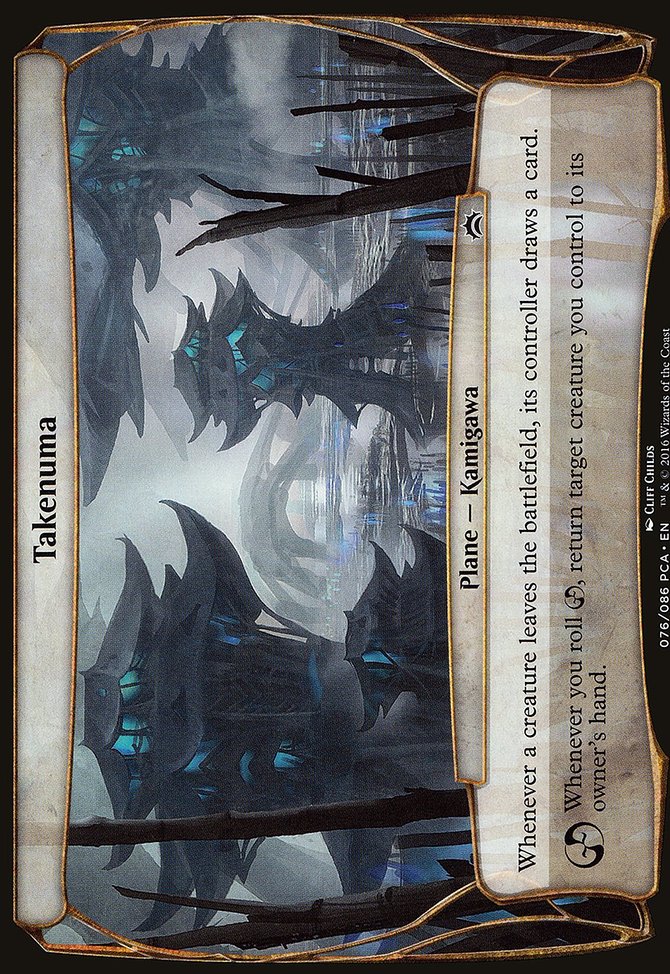 Takenuma
Plane — Kamigawa
Whenever a creature leaves the battlefield, its controller draws a card.
Whenever you roll , return target creature you control to its
owner's hand.
CLIFF CHILDS
076/086 PCA • EN & © 2016 Wizards of the Coast